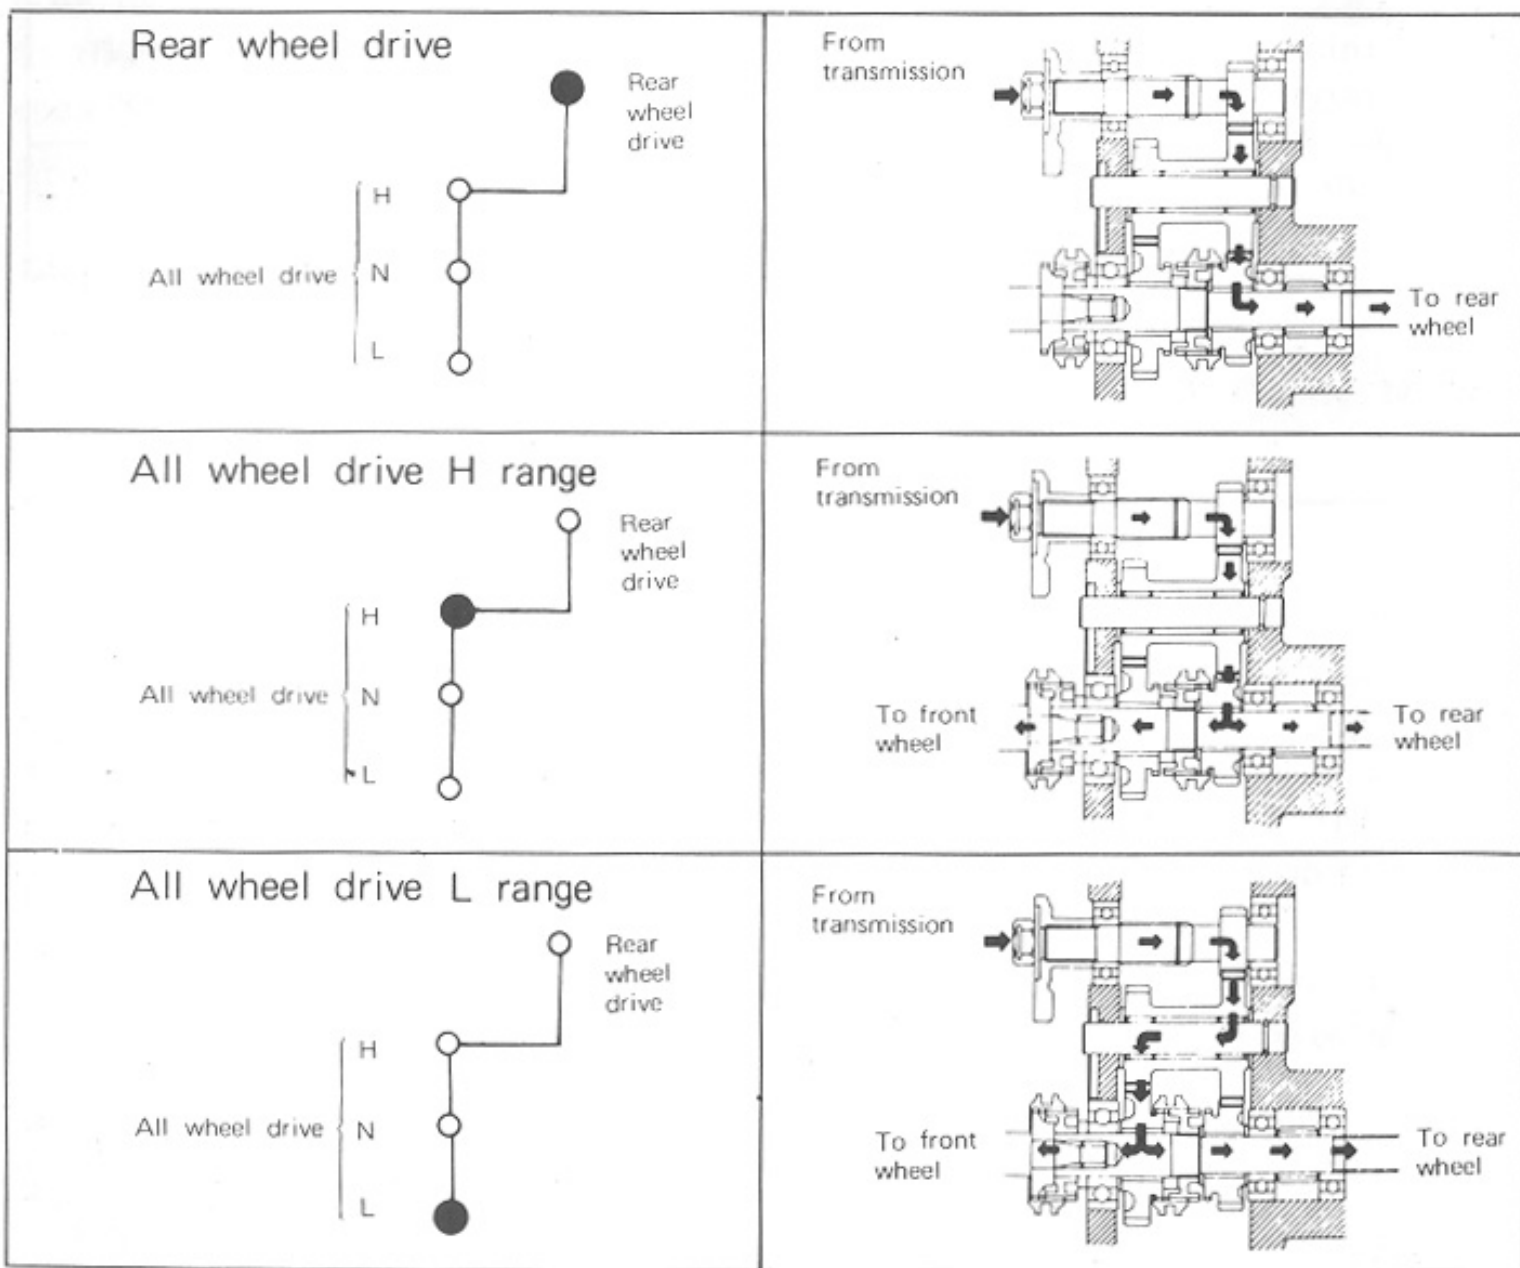 Rear wheel drive
Rear
wheel
drive
H
All wheel drive
N
L
From
transmission
To rear
wheel
All wheel drive H range
Rear
wheel
drive
H
All wheel drive
N
L
From
transmission
To front
wheel
To rear
wheel
All wheel drive L range
Rear
wheel
drive
H
All wheel drive
N
L
From
transmission
To front
wheel
To rear
wheel